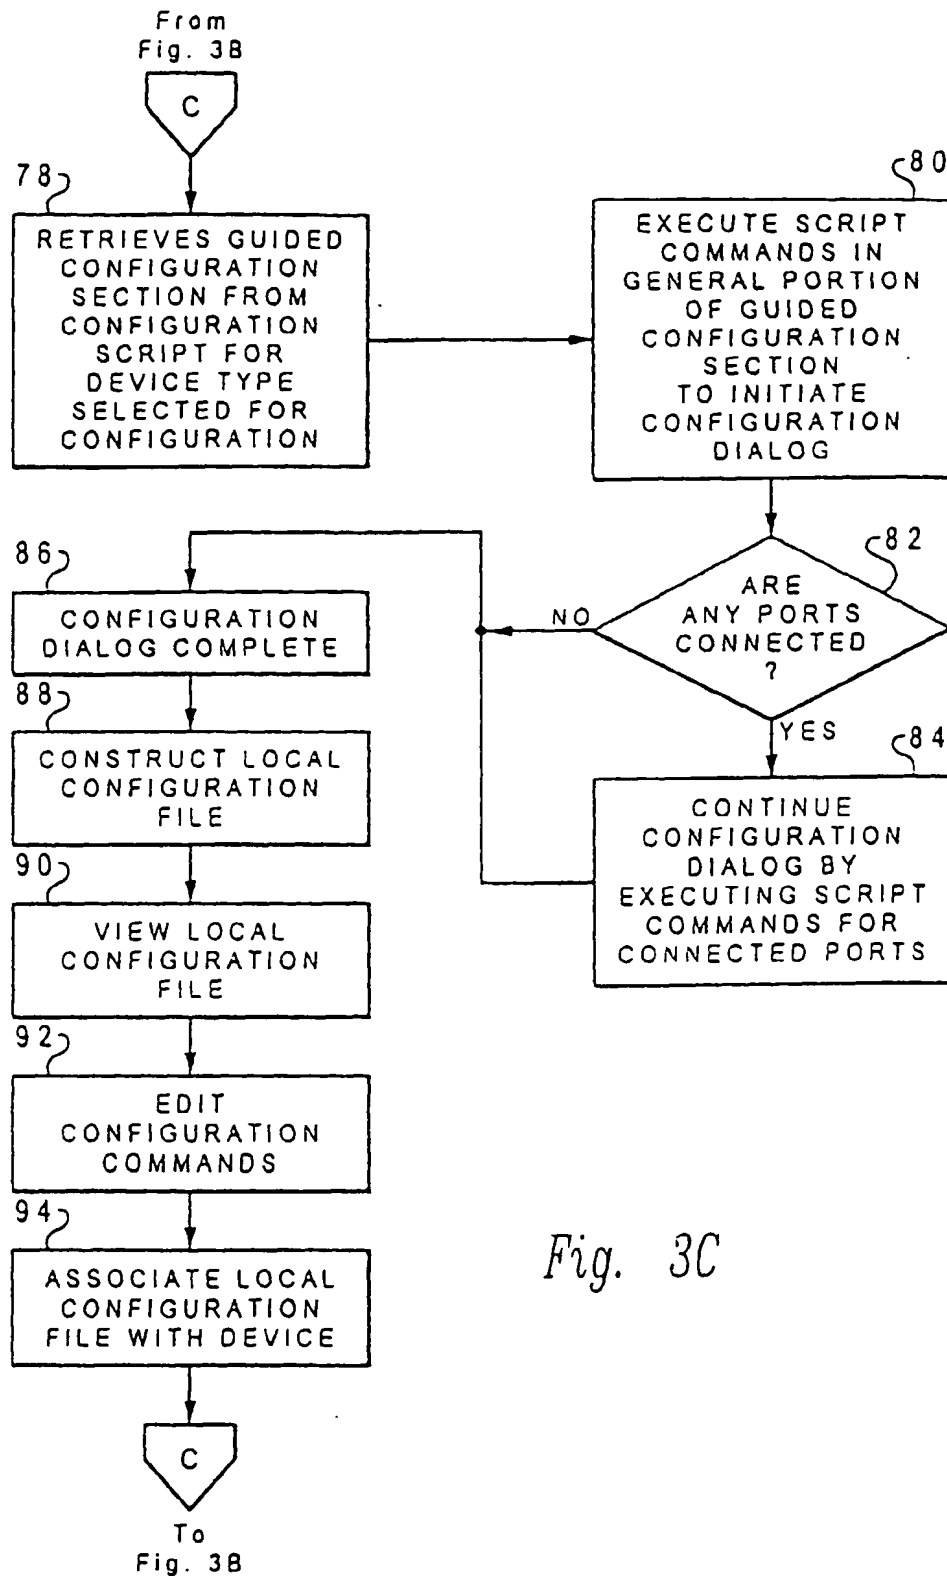 From
Fig. 3B
C
78
RETRIEVES GUIDED
CONFIGURATION
SECTION FROM
CONFIGURATION
SCRIPT FOR
DEVICE TYPE
SELECTED FOR
CONFIGURATION
80
EXECUTE SCRIPT
COMMANDS IN
GENERAL PORTION
OF GUIDED
CONFIGURATION
SECTION
TO INITIATE
CONFIGURATION
DIALOG
82
ARE
ANY PORTS
CONNECTED
?
NO
YES
84
CONTINUE
CONFIGURATION
DIALOG BY
EXECUTING SCRIPT
COMMANDS FOR
CONNECTED PORTS
86
CONFIGURATION
DIALOG COMPLETE
88
CONSTRUCT LOCAL
CONFIGURATION
FILE
90
VIEW LOCAL
CONFIGURATION
FILE
92
EDIT
CONFIGURATION
COMMANDS
94
ASSOCIATE LOCAL
CONFIGURATION
FILE WITH DEVICE
C
To
Fig. 3B
Fig. 3C